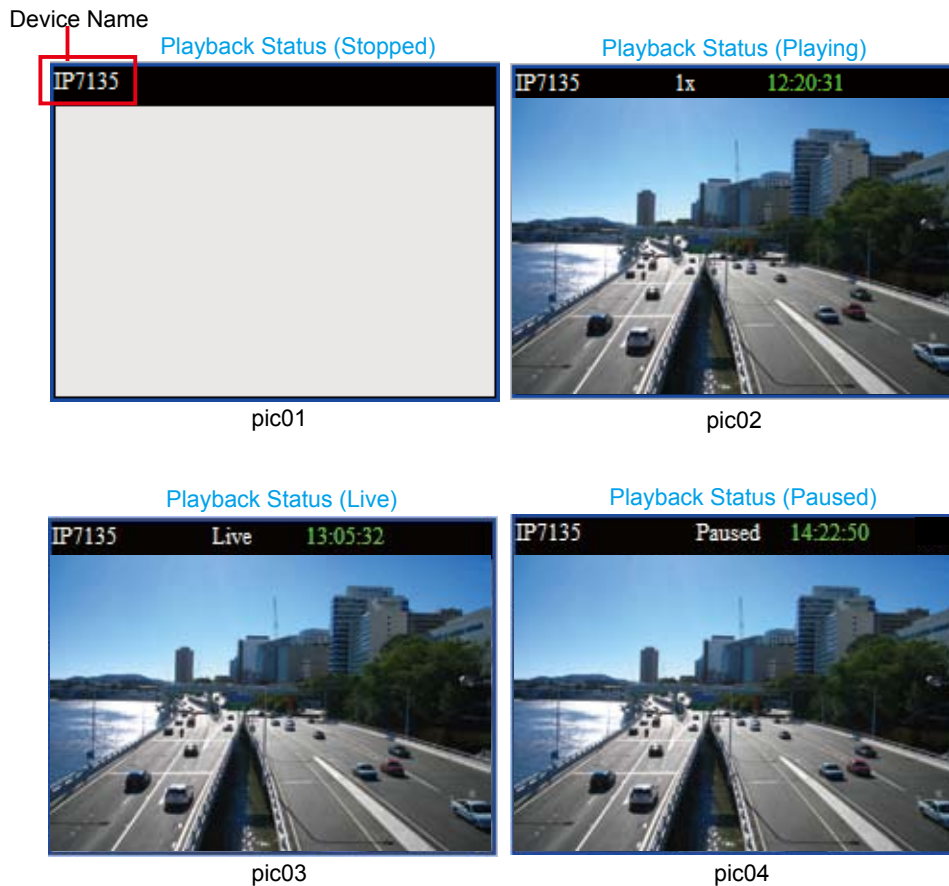 Device Name
Playback Status (Stopped)
IP7135
pic01
Playback Status (Playing)
IP7135 1x 12:20:31
pic02
Playback Status (Live)
IP7135 Live 13:05:32
pic03
Playback Status (Paused)
IP7135 Paused 14:22:50
pic04